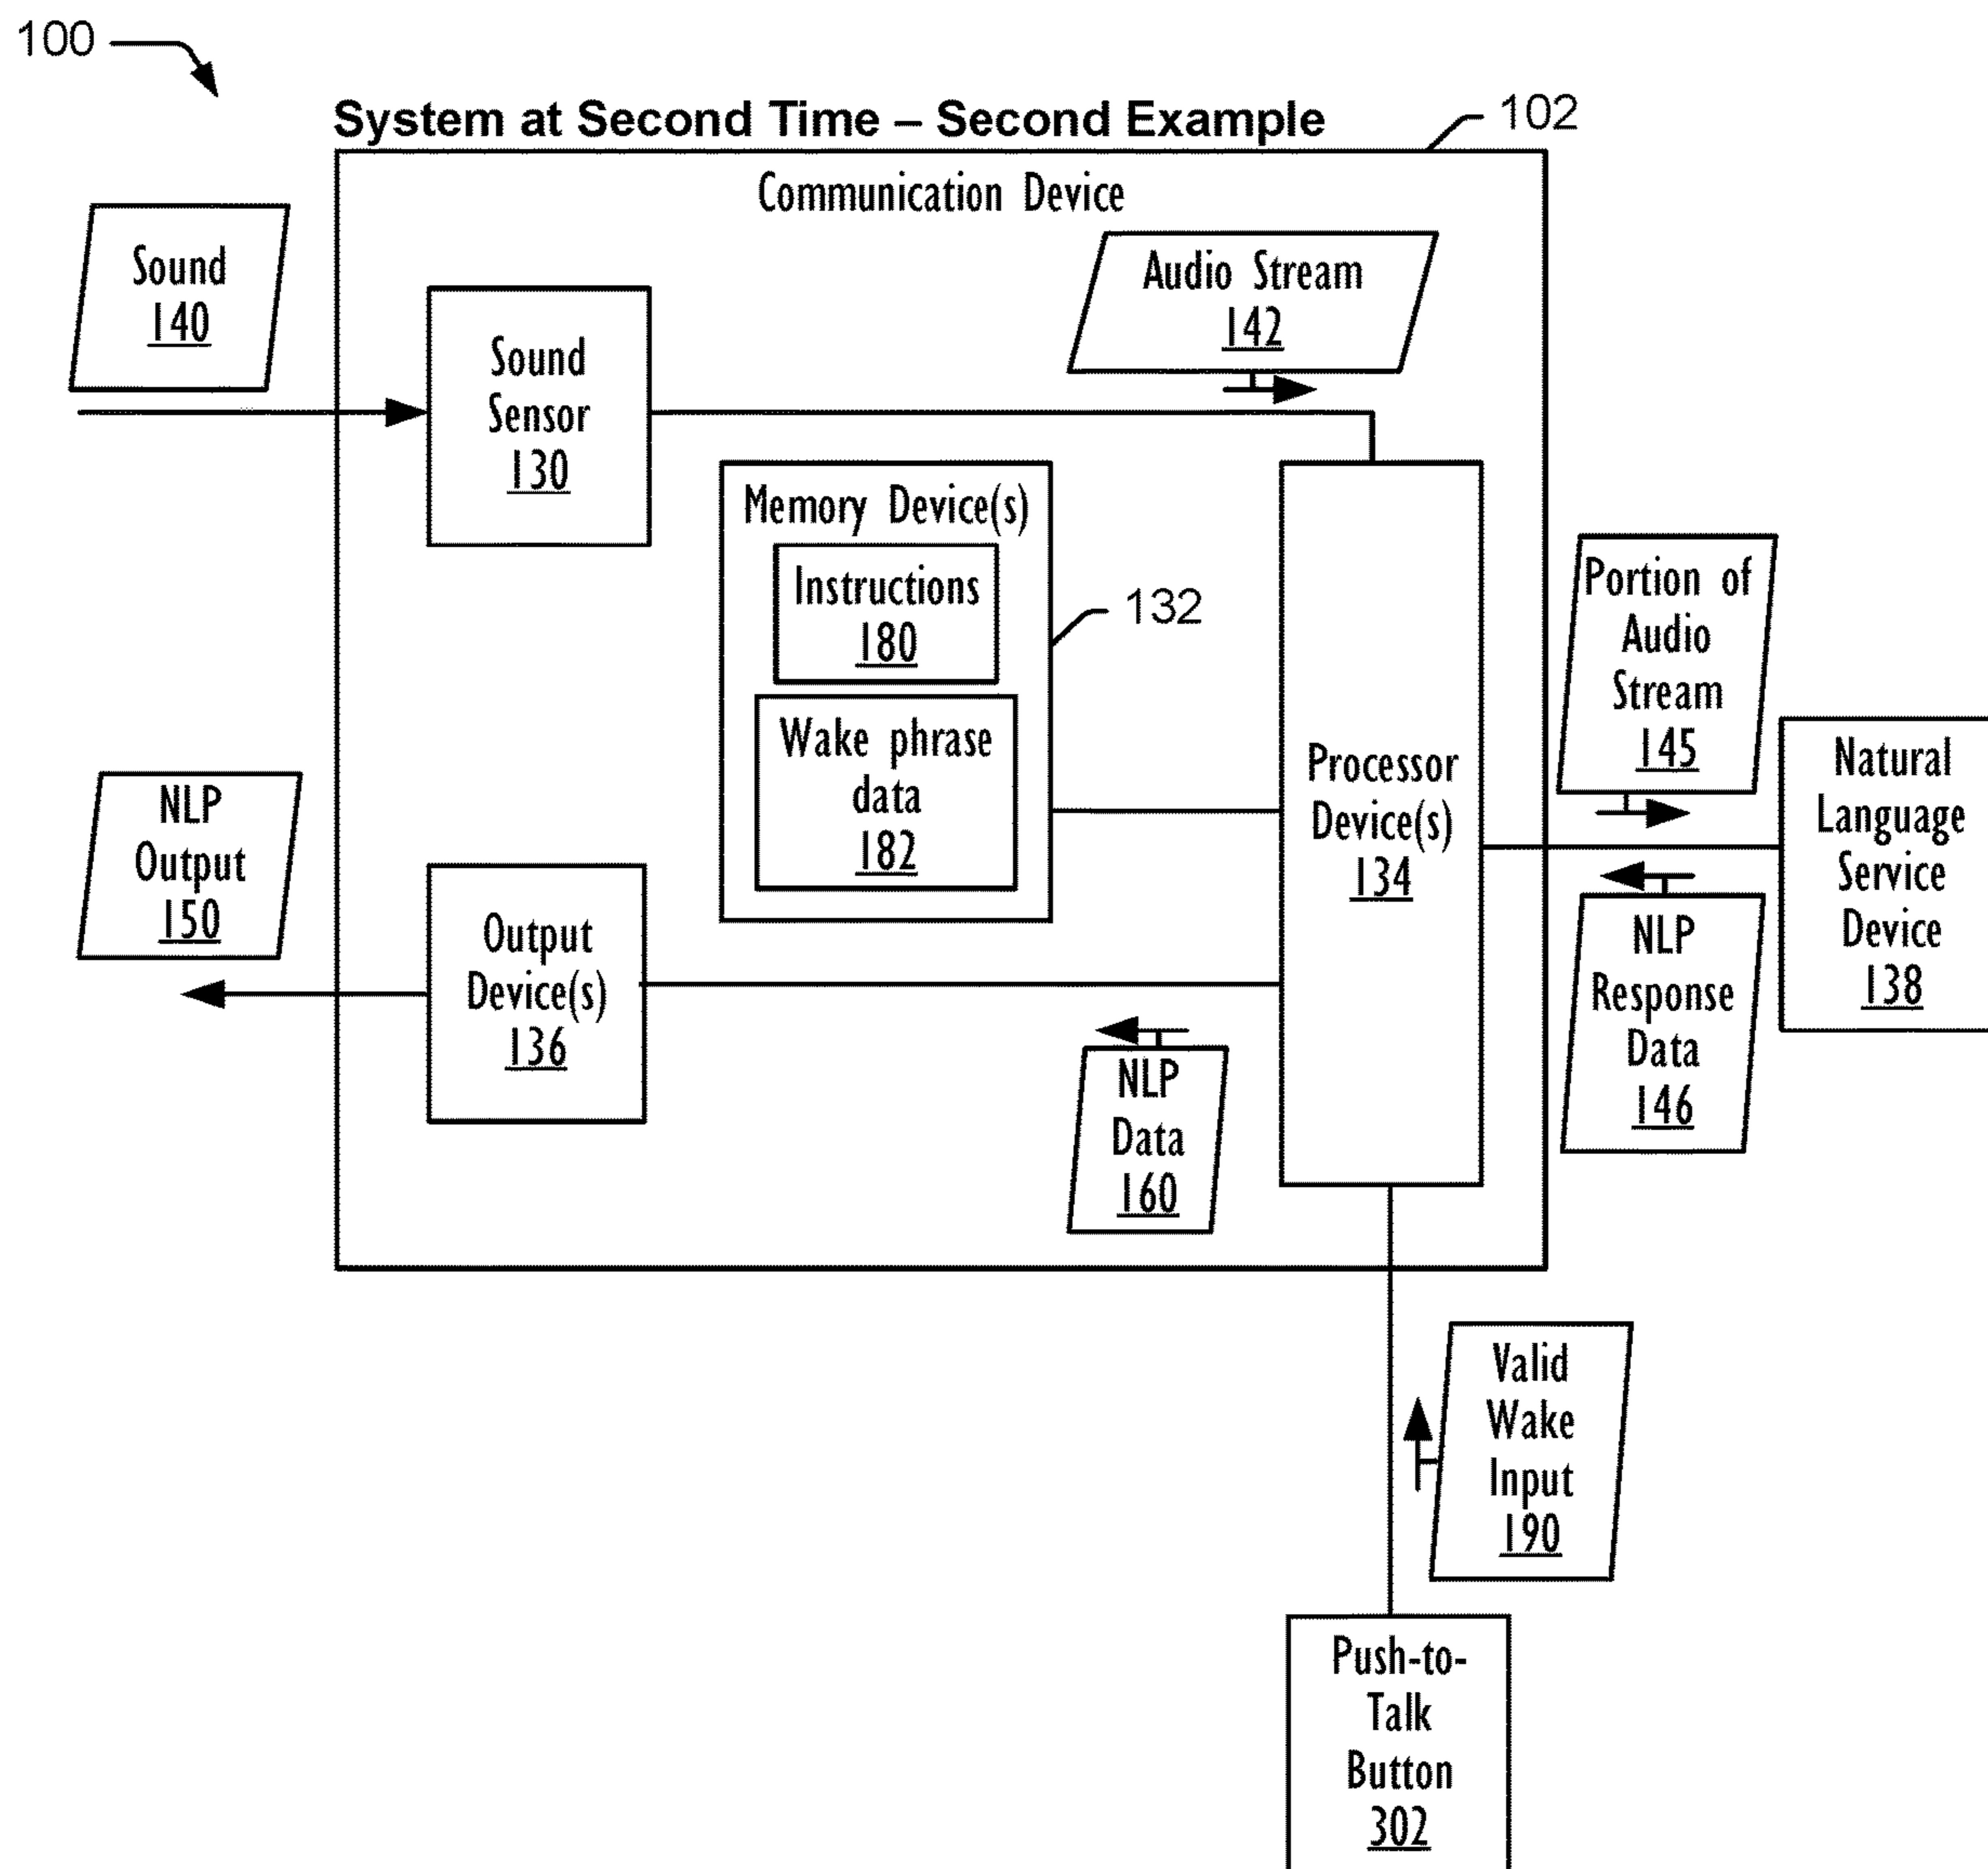 100
System at Second Time – Second Example
102
Communication Device
Sound
140
Audio Stream
142
Sound
Sensor
130
Memory Device(s)
Instructions
180
132
Wake phrase
data
182
Processor
Device(s)
134
Portion of
Audio
Stream
145
Natural
Language
Service
Device
138
NLP
Output
150
Output
Device(s)
136
NLP
Response
Data
146
NLP
Data
160
Valid
Wake
Input
190
Push-to-
Talk
Button
302